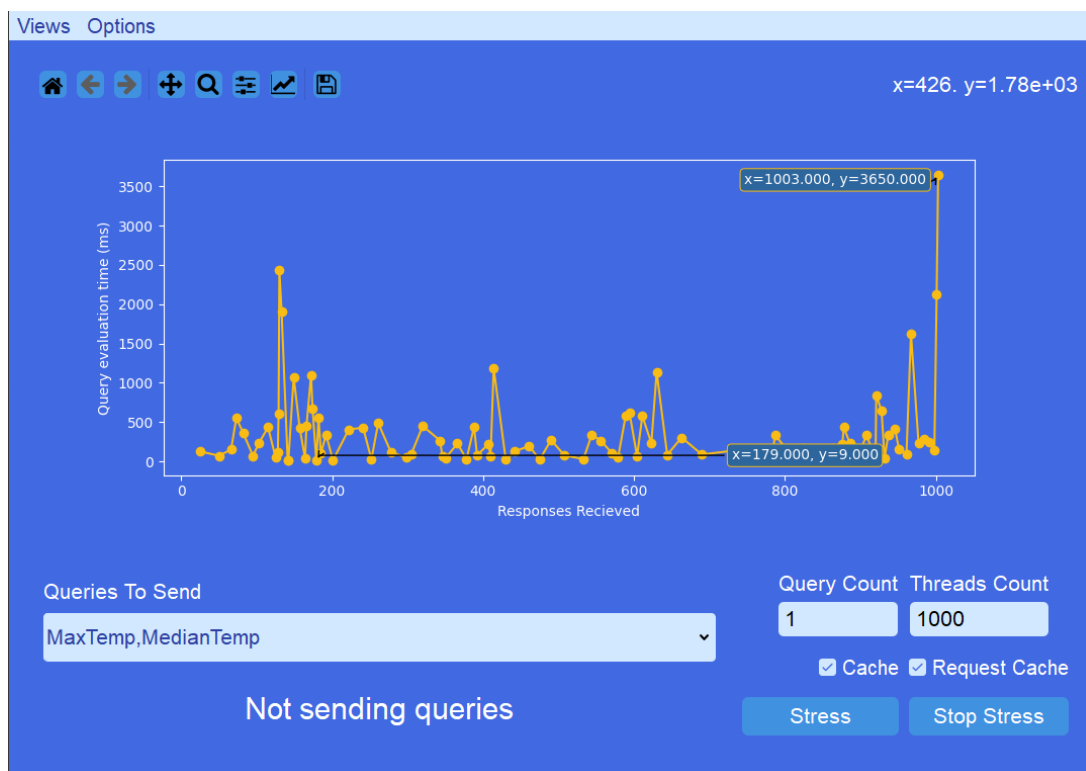 Views Options
x=426. y=1.78e+03
x=1003.000, y=3650.000
3500
3000
2500
2000
1500
1000
500
0
Query evaluation time (ms)
x=179.000, y=9.000
0 200 400 600 800 1000
Responses Recieved
Queries To Send
Query Count Threads Count
MaxTemp,MedianTemp
1 1000
Cache Request Cache
Not sending queries
Stress Stop Stress